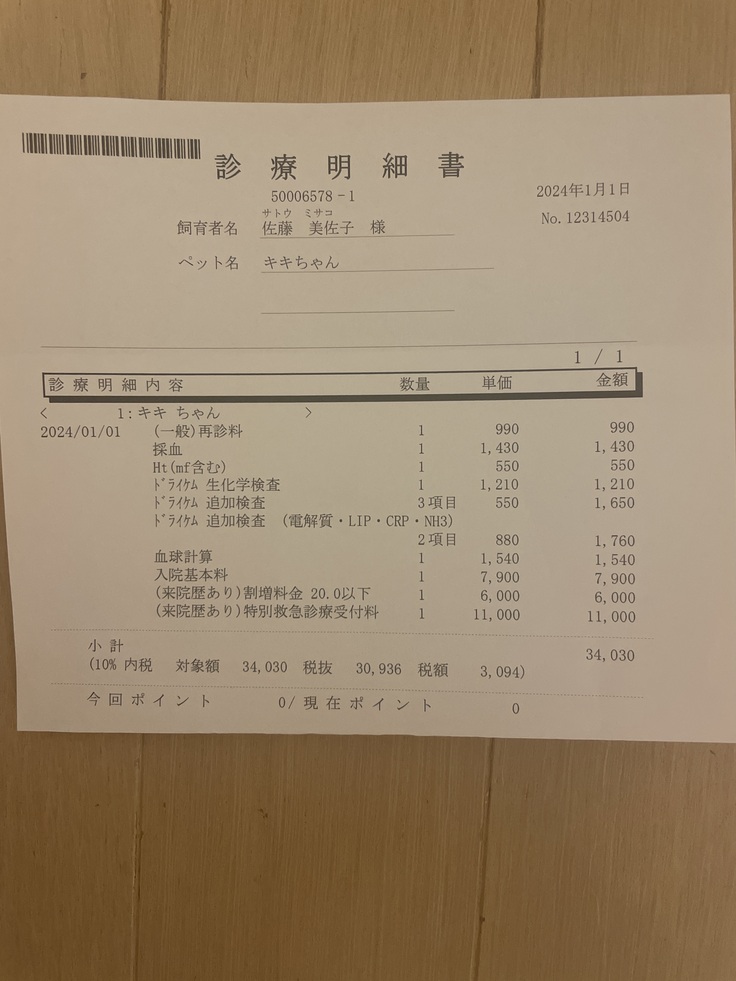 診療明細書
50006578-1
2024年1月1日
サトウ ミサコ
No.12314504
飼育者名 佐藤 美佐子 様
ペット名 キキちゃん
1 / 1
診療明細内容 数量 単価 金額
< 1:キキ ちゃん >
2024/01/01 (一般)再診料 1 990 990
採血 1 1,430 1,430
Ht(mf含む) 1 550 550
ﾄﾞﾗｲｹﾑ 生化学検査 1 1,210 1,210
ﾄﾞﾗｲｹﾑ 追加検査 3項目 550 1,650
ﾄﾞﾗｲｹﾑ 追加検査 (電解質・LIP・CRP・NH3)
2項目 880 1,760
血球計算 1 1,540 1,540
入院基本料 1 7,900 7,900
(来院歴あり)割増料金 20.0以下 1 6,000 6,000
(来院歴あり)特別救急診療受付料 1 11,000 11,000
小計 34,030
(10% 内税 対象額 34,030 税抜 30,936 税額 3,094)
今回ポイント 0/現在ポイント 0